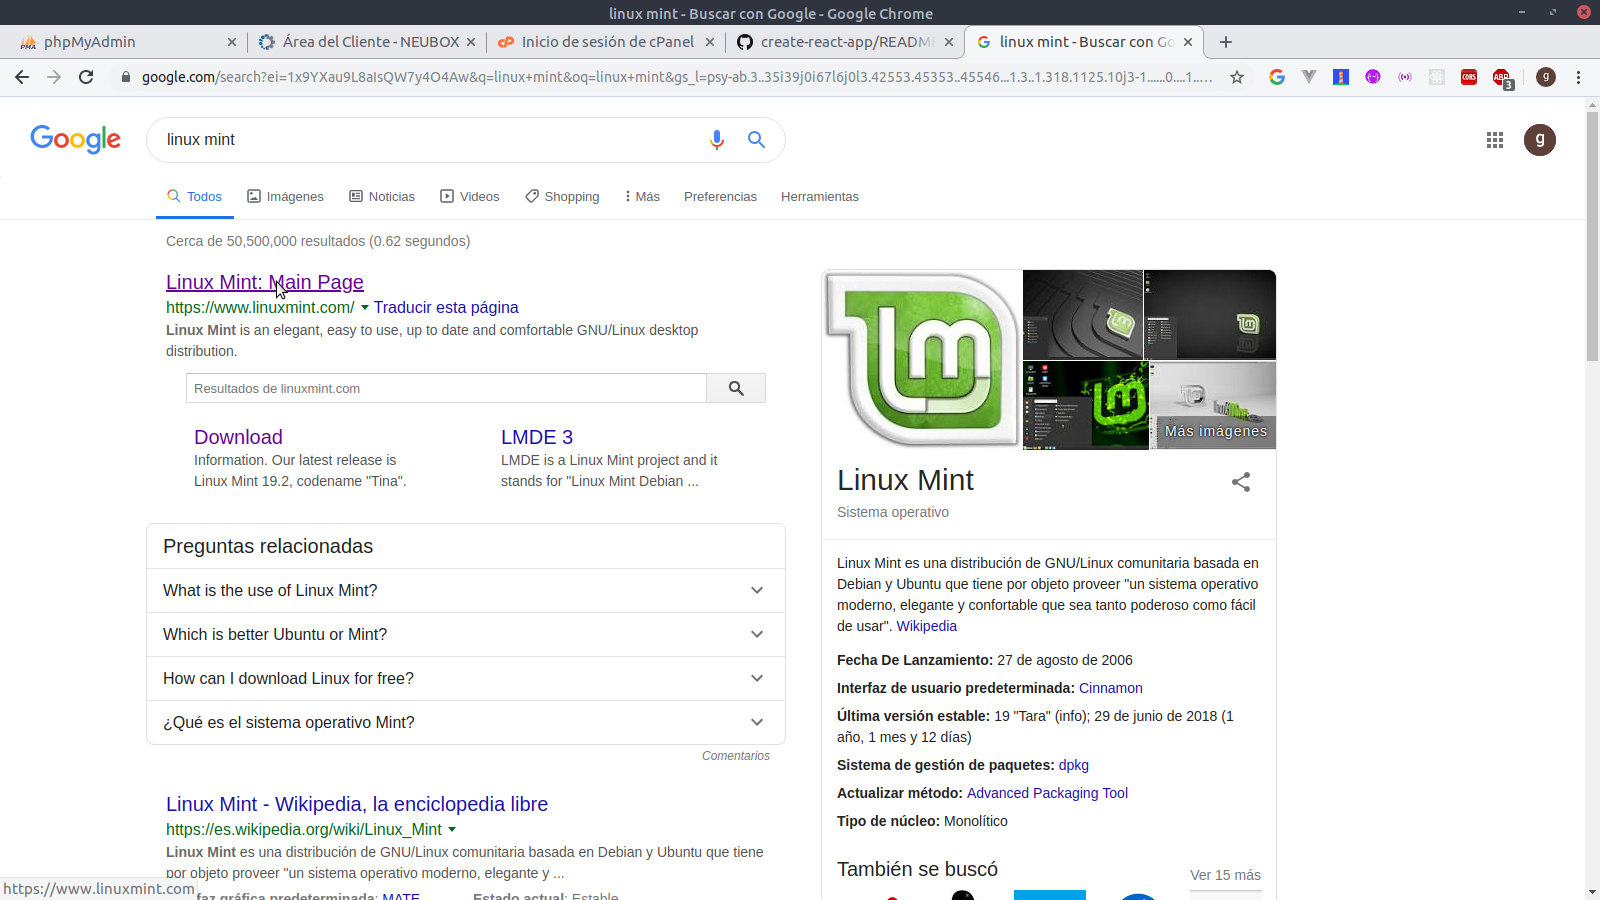 linux mint - Buscar con Google - Google Chrome
phpMyAdmin
Área del Cliente - NEUBOX
Inicio de sesión de cPanel
create-react-app/README
linux mint - Buscar con Go
google.com/search?ei=1x9YXau9L8aIsQW7y4O4Aw&q=linux+mint&oq=linux+mint&gs_l=psy-ab.3..35i39j0i67l6j0l3.42553.45353..45546...1.3..1.318.1125.10j3-1......0....1.....
CORS
ABP
3
g
Google
linux mint
g
Todos
Imágenes
Noticias
Videos
Shopping
Más
Preferencias
Herramientas
Cerca de 50,500,000 resultados (0.62 segundos)
Linux Mint: Main Page
https://www.linuxmint.com/ Traducir esta página
Linux Mint is an elegant, easy to use, up to date and comfortable GNU/Linux desktop
distribution.
Resultados de linuxmint.com
Download
Information. Our latest release is
Linux Mint 19.2, codename "Tina".
LMDE 3
LMDE is a Linux Mint project and it
stands for "Linux Mint Debian ...
Preguntas relacionadas
What is the use of Linux Mint?
Which is better Ubuntu or Mint?
How can I download Linux for free?
¿Qué es el sistema operativo Mint?
Comentarios
Linux Mint - Wikipedia, la enciclopedia libre
https://es.wikipedia.org/wiki/Linux_Mint
Linux Mint es una distribución de GNU/Linux comunitaria basada en Debian y Ubuntu que tiene
por objeto proveer "un sistema operativo moderno, elegante y ...
faz gráfica predeterminada: MATE
Estado actual: Estable
https://www.linuxmint.com
Más imágenes
Linux Mint
Sistema operativo
Linux Mint es una distribución de GNU/Linux comunitaria basada en
Debian y Ubuntu que tiene por objeto proveer "un sistema operativo
moderno, elegante y confortable que sea tanto poderoso como fácil
de usar". Wikipedia
Fecha De Lanzamiento: 27 de agosto de 2006
Interfaz de usuario predeterminada: Cinnamon
Última versión estable: 19 "Tara" (info); 29 de junio de 2018 (1
año, 1 mes y 12 días)
Sistema de gestión de paquetes: dpkg
Actualizar método: Advanced Packaging Tool
Tipo de núcleo: Monolítico
También se buscó
Ver 15 más